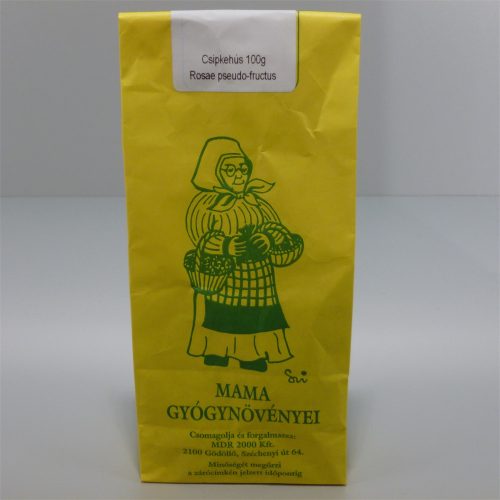 Csipkehús 100g
Rosae pseudo-fructus
MAMA
GYÓGYNÖVÉNYEI
Csomagolja és forgalmazza:
MDR 2000 Kft.
2100 Gödöllő, Széchenyi út 64.
Minőségét megőrzi
a zárócímkén jelzett időpontig